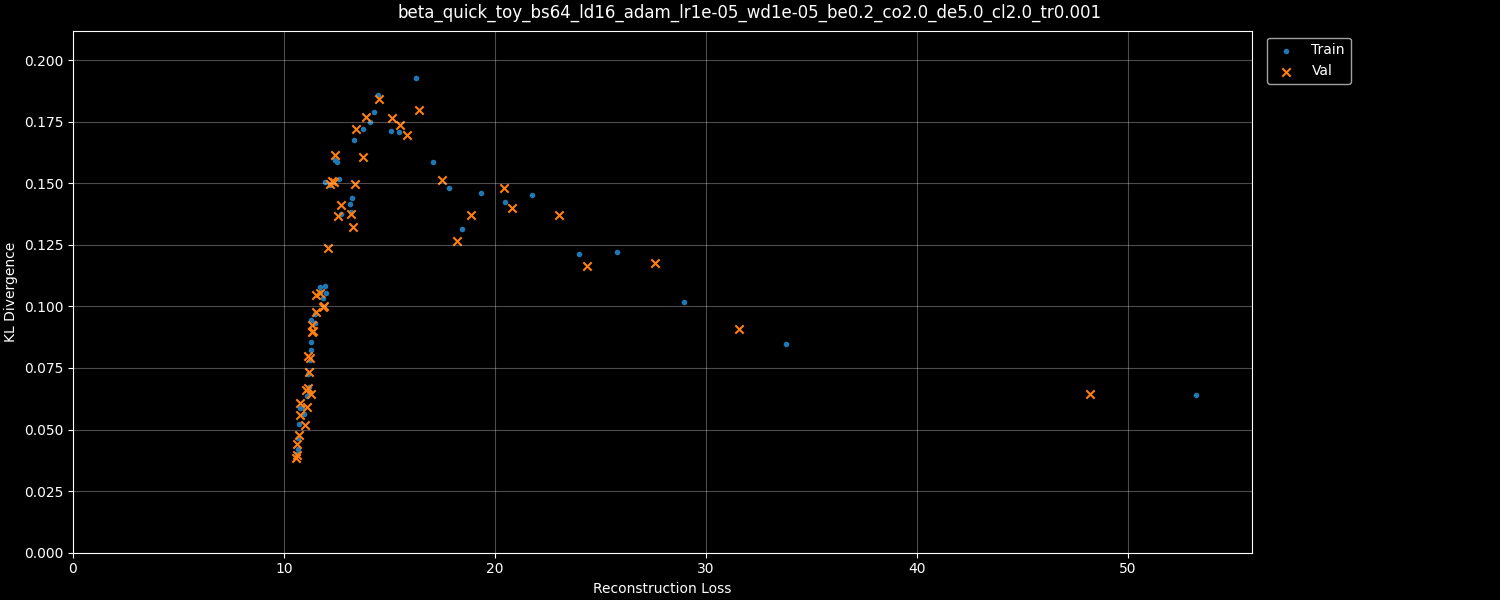 beta_quick_toy_bs64_ld16_adam_lr1e-05_wd1e-05_be0.2_co2.0_de5.0_cl2.0_tr0.001
Train
Val
KL Divergence
0.200
0.175
0.150
0.125
0.100
0.075
0.050
0.025
0.000
0 10 20 30 40 50
Reconstruction Loss